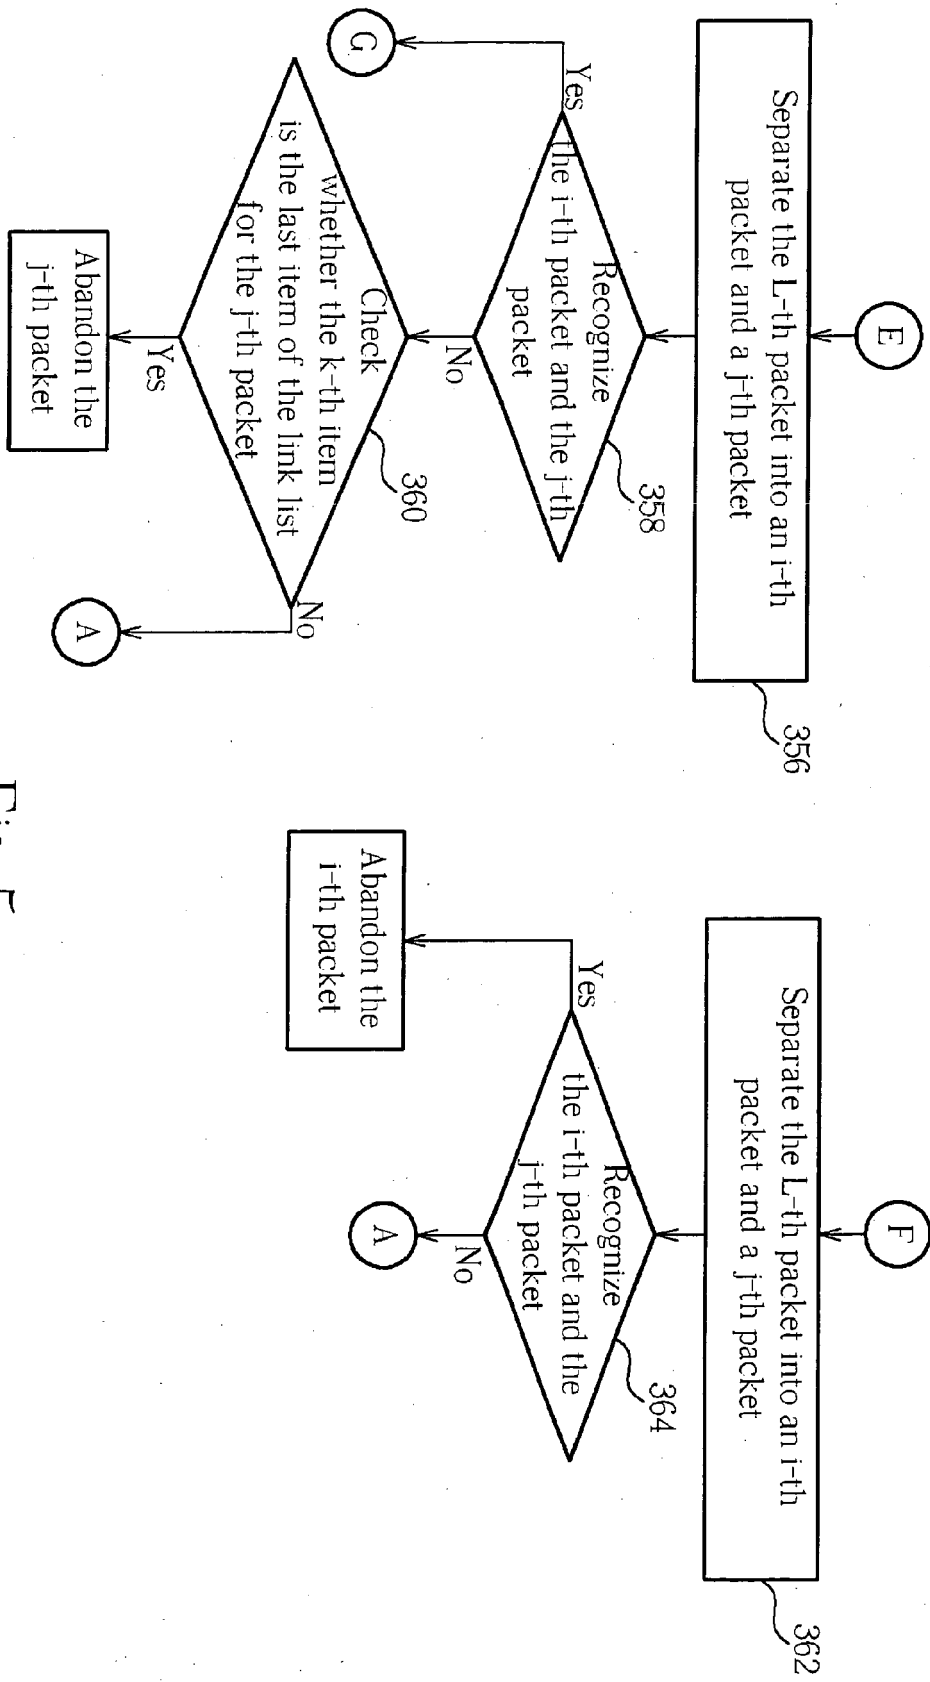 E
Separate the L-th packet into an i-th
packet and a j-th packet
356
Recognize
the i-th packet and the j-th
packet
358
Yes
G
No
Check
whether the k-th item
is the last item of the link list
for the j-th packet
360
Yes
Abandon the
j-th packet
No
A
F
Separate the L-th packet into an i-th
packet and a j-th packet
362
Recognize
the i-th packet and the
j-th packet
364
Yes
Abandon the
i-th packet
No
A